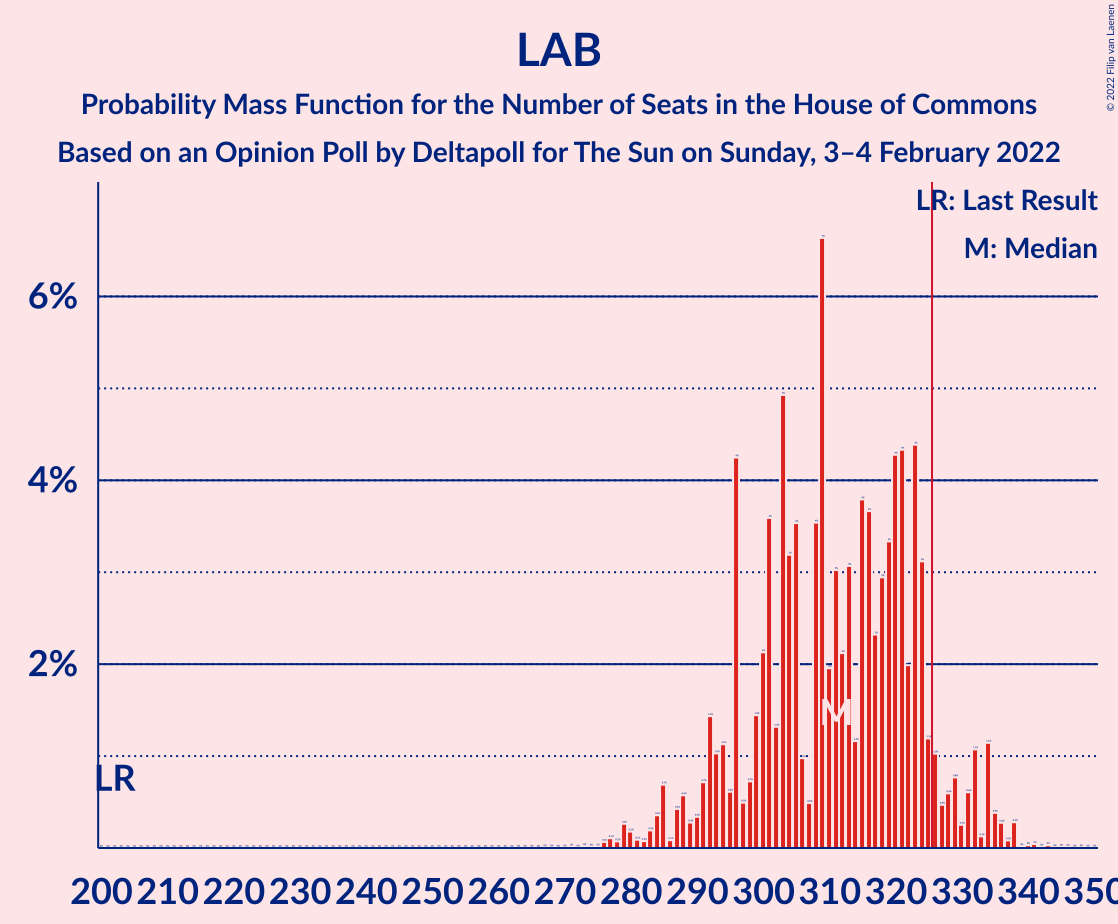 LAB
Probability Mass Function for the Number of Seats in the House of Commons
Based on an Opinion Poll by Deltapoll for The Sun on Sunday, 3–4 February 2022
© 2022 Filip van Laenen
LR: Last Result
M: Median
6%
4%
2%
LR
M
200 210 220 230 240 250 260 270 280 290 300 310 320 330 340 350